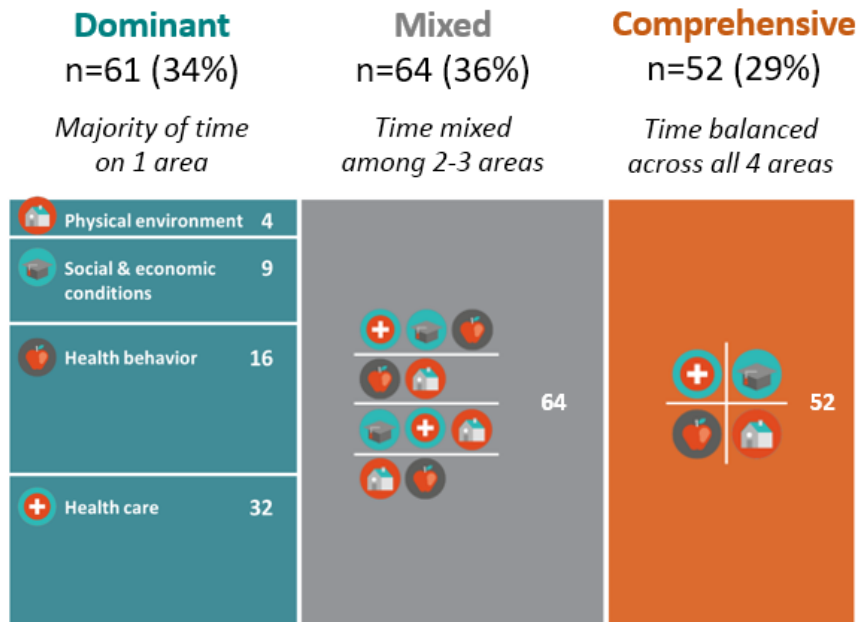 Dominant
n=61 (34%)
Majority of time
on 1 area
Mixed
n=64 (36%)
Time mixed
among 2-3 areas
Comprehensive
n=52 (29%)
Time balanced
across all 4 areas
Physical environment 4
Social & economic 9
conditions
Health behavior 16
Health care 32
64
52